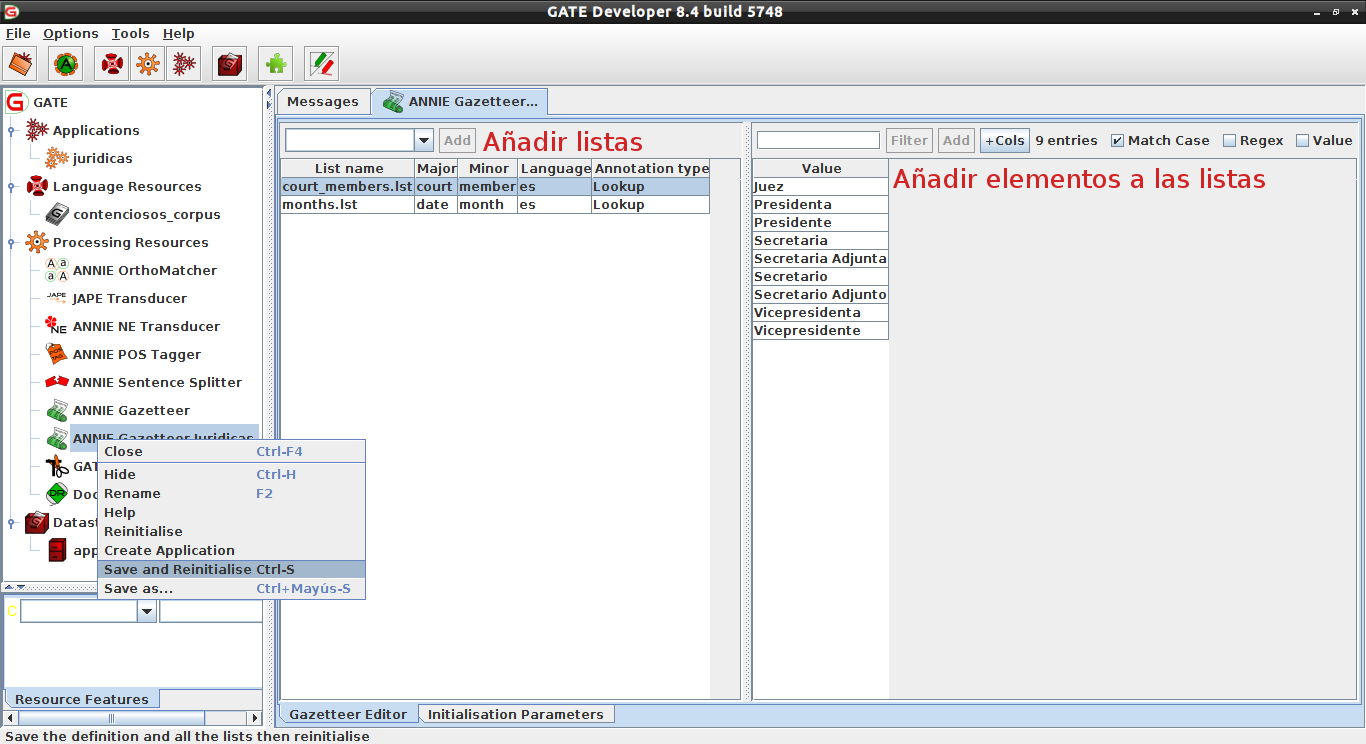 GATE Developer 8.4 build 5748
File Options Tools Help
GATE
Applications
juridicas
Language Resources
contenciosos_corpus
Processing Resources
A a
a A
ANNIE OrthoMatcher
JAPE
JAPE Transducer
NE
ANNIE NE Transducer
POS
TAG
ANNIE POS Tagger
ANNIE Sentence Splitter
ANNIE Gazetteer
ANNIE Gazetteer Juridicas
GAT
DR
Doc
Datast
app
Close Ctrl-F4
Hide Ctrl-H
Rename F2
Help
Reinitialise
Create Application
Save and Reinitialise Ctrl-S
Save as... Ctrl+Mayús-S
C
Resource Features
Messages ANNIE Gazetteer...
Add Añadir listas
List name Major Minor Language Annotation type
court_members.lst court member es Lookup
months.lst date month es Lookup
Filter Add +Cols 9 entries Match Case Regex Value
Value
Añadir elementos a las listas
Juez
Presidenta
Presidente
Secretaria
Secretaria Adjunta
Secretario
Secretario Adjunto
Vicepresidenta
Vicepresidente
Gazetteer Editor Initialisation Parameters
Save the definition and all the lists then reinitialise